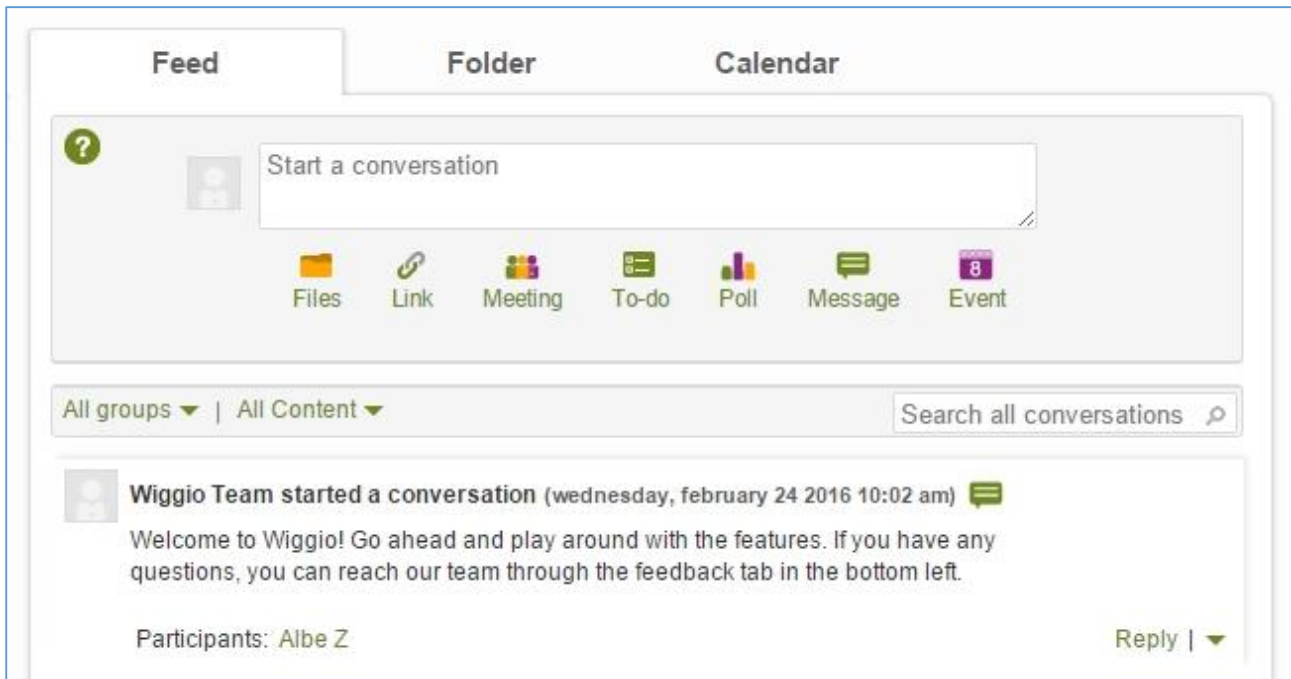 Feed Folder Calendar
?
Start a conversation
Files Link Meeting To-do Poll Message Event
8
All groups | All Content
Search all conversations
Wiggio Team started a conversation (wednesday, february 24 2016 10:02 am)
Welcome to Wiggio! Go ahead and play around with the features. If you have any
questions, you can reach our team through the feedback tab in the bottom left.
Participants: Albe Z
Reply |